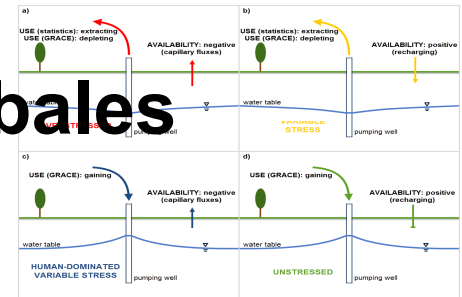 a)
USE (statistics): extracting
USE (GRACE): depleting
AVAILABILITY: negative
(capillary fluxes)
bales
pumping well
b)
USE (statistics): extracting
USE (GRACE): depleting
AVAILABILITY: positive
(recharging)
water table
VARIABLE
STRESS
pumping well
c)
USE (GRACE): gaining
AVAILABILITY: negative
(capillary fluxes)
water table
HUMAN-DOMINATED
VARIABLE STRESS
pumping well
d)
USE (GRACE): gaining
AVAILABILITY: positive
(recharging)
water table
UNSTRESSED
pumping well